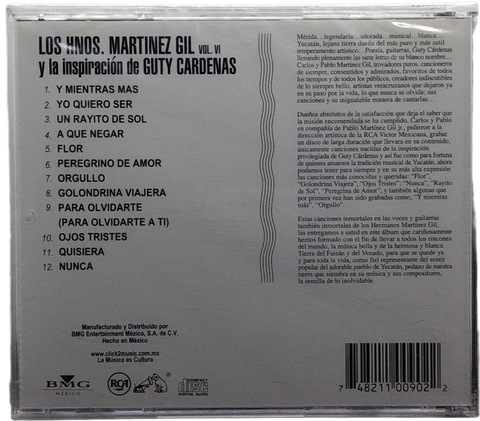 LOS HNOS. MARTINEZ GIL VOL. VI
y la inspiración de GUTY CARDENAS
1. Y MIENTRAS MAS
2. YO QUIERO SER
3. UN RAYITO DE SOL
4. A QUE NEGAR
5. FLOR
6. PEREGRINO DE AMOR
7. ORGULLO
8. GOLONDRINA VIAJERA
9. PARA OLVIDARTE
(PARA OLVIDARTE A TI)
10. OJOS TRISTES
11. QUISIERA
12. NUNCA
Manufacturado y Distribuido por
BMG Entertainment México, S.A. de C.V.
Hecho en México
www.click2music.com.mx
La Música es Cultura
BMG
MEXICO
RCA
COMPACT
disc
DIGITAL AUDIO
Mérida, legendaria adorada musical blanca
Yucatán, lejana tierra dueña del más puro y más sutil
temperamento artístico... Poesía, guitarras, Guty Cárdenas
llenando plenamente las siete letras de su blanco nombre...
Carlos y Pablo Martínez Gil, trovadores puros, cancioneros
de siempre, consentidos y admirados, favoritos de todos
los tiempos y de todos los públicos, creadores indiscutibles
de lo siempre bello, artistas veracruzanos que dejaron ya
en su paso por la vida, lo que nunca se olvida; sus
canciones y su inigualable manera de cantarlas...
Dueños absolutos de la satisfacción que deja el saber que
la misión encomendada se ha cumplido, Carlos y Pablo
en compañía de Pablo Martínez Gil jr., pidieron a la
dirección artística de la RCA Víctor Mexicana, grabar
un disco de larga duración que llevara en su contenido,
únicamente canciones nacidas de la inspiración
privilegiada de Guty Cárdenas y así fue como para fortuna
de quienes amamos la tradición musical de Yucatán, ahora
podamos tener para siempre y en su más alta expresión
las canciones más conocidas y queridas: "Flor",
"Golondrina Viajera", "Ojos Tristes"; "Nunca", "Rayito
de Sol", "Peregrina de Amor", y también algunas que
por primera vez han sido grabadas como, "Y mientras
más", "Orgullo".
Estas canciones inmortales en las voces y guitarras
también inmortales de los Hermanos Martínez Gil,
las entregamos a usted en este álbum que cariñosamente
hemos formado con el fin de llevar a todos los rincones
del mundo, la música bella y de la hermosa y blanca
Tierra del Faisán y del Venado, para que se quede ya
y para toda la vida, como fiel representante del sentir
popular del adorable pueblo de Yucatán, pedazo de nuestra
tierra que siembra en su música y sus compositores,
la semilla de lo inolvidable.
7 48211 00902 2